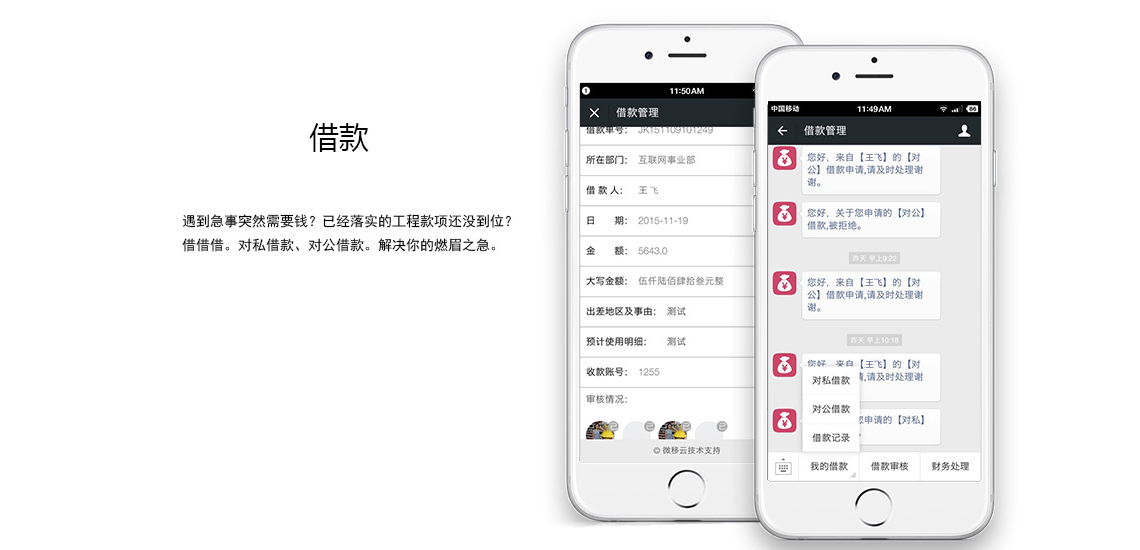 借款
遇到急事突然需要钱？已经落实的工程款项还没到位？
借借借。对私借款、对公借款。解决你的燃眉之急。
11:50AM
借款管理
借款单号： JK151109101249
所在部门： 互联网事业部
借 款 人： 王 飞
日 期： 2015-11-19
金 额： 5643.0
大写金额： 伍仟陆佰肆拾叁元整
出差地区及事由： 测试
预计使用明细： 测试
收款账号： 1255
审核情况：
© 微移云技术支持
中国移动 11:49AM 86
借款管理
您好，来自【王飞】的【对
公】借款申请,请及时处理谢
谢。
您好，关于您申请的【对公】
借款,被拒绝。
昨天 早上9:22
您好，来自【王飞】的【对
公】借款申请,请及时处理谢
谢。
昨天 早上10:18
您好，来自【王飞】的【对
请,请及时处理谢
您申请的【对私】
对私借款
对公借款
借款记录
我的借款 借款审核 财务处理